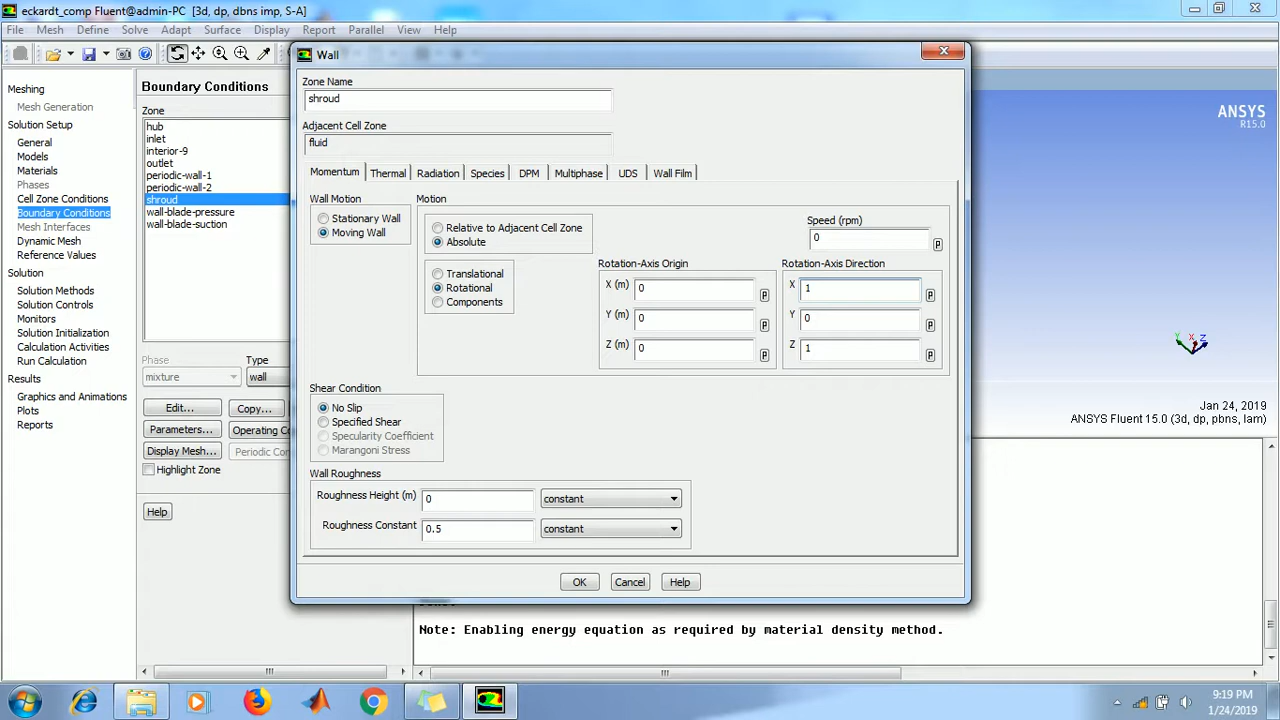 eckardt_comp Fluent@admin-PC [3d, dp, dbns imp, S-A]
File Mesh Define Solve Adapt Surface Display Report Parallel View Help
Meshing
Mesh Generation
Solution Setup
General
Models
Materials
Phases
Cell Zone Conditions
Boundary Conditions
Mesh Interfaces
Dynamic Mesh
Reference Values
Solution
Solution Methods
Solution Controls
Monitors
Solution Initialization
Calculation Activities
Run Calculation
Results
Graphics and Animations
Plots
Reports
Boundary Conditions
Zone
hub
inlet
interior-9
outlet
periodic-wall-1
periodic-wall-2
shroud
wall-blade-pressure
wall-blade-suction
Phase Type
mixture wall
Edit... Copy...
Parameters... Operating Co
Display Mesh... Periodic Con
Highlight Zone
Help
Wall
Zone Name
shroud
Adjacent Cell Zone
fluid
Momentum Thermal Radiation Species DPM Multiphase UDS Wall Film
Wall Motion
Stationary Wall
Moving Wall
Motion
Relative to Adjacent Cell Zone
Absolute
Translational
Rotational
Components
Speed (rpm)
0 P
Rotation-Axis Origin
X (m) 0 P
Y (m) 0 P
Z (m) 0 P
Rotation-Axis Direction
X 1 P
Y 0 P
Z 1 P
Shear Condition
No Slip
Specified Shear
Specularity Coefficient
Marangoni Stress
Wall Roughness
Roughness Height (m) 0 constant
Roughness Constant 0.5 constant
OK Cancel Help
ANSYS
R15.0
Y X Z
Jan 24, 2019
ANSYS Fluent 15.0 (3d, dp, pbns, lam)
Note: Enabling energy equation as required by material density method.
9:19 PM
1/24/2019